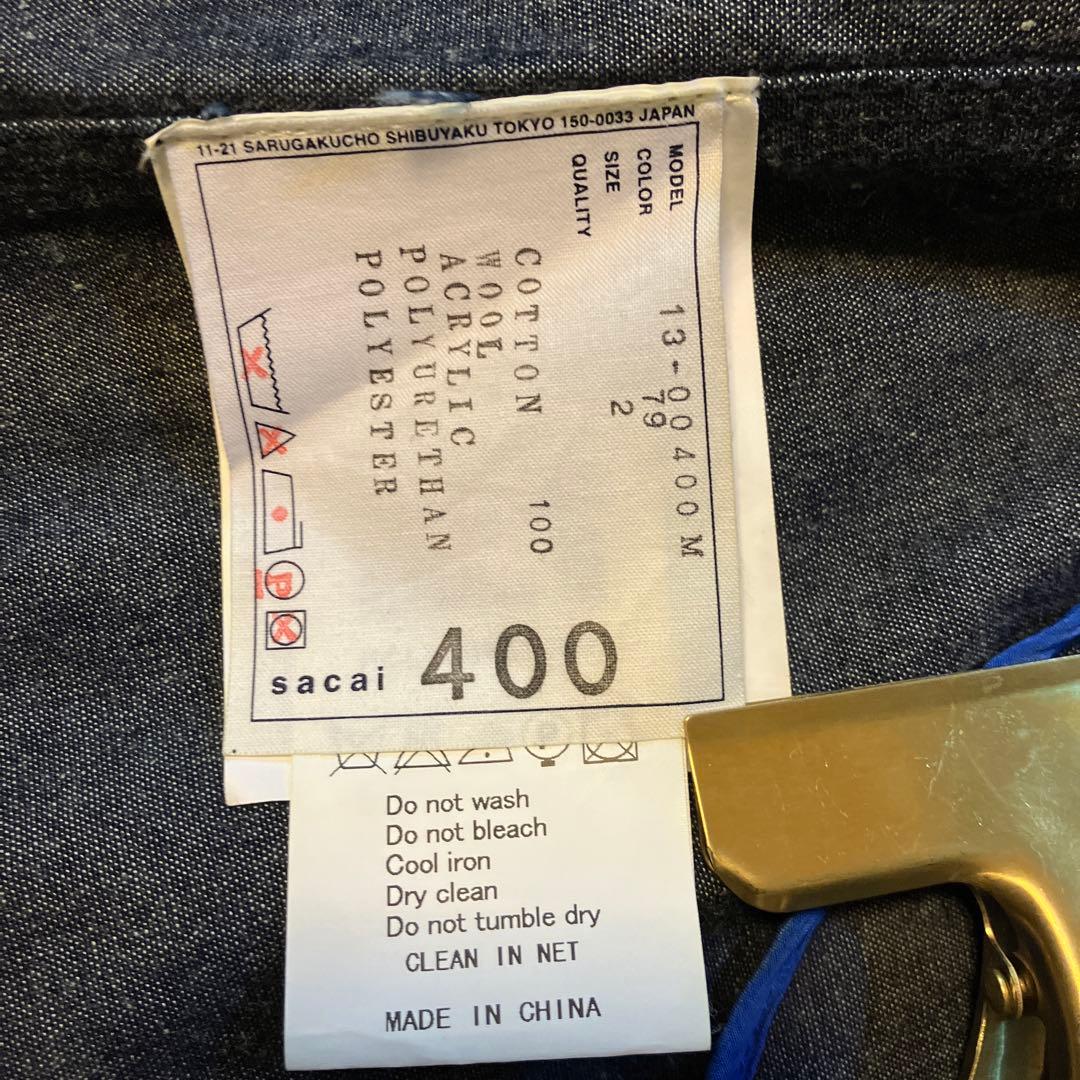 11-21 SARUGAKUCHO SHIBUYAKU TOKYO 150-0033 JAPAN
MODEL 13-00400M
COLOR 79
SIZE 2
QUALITY
COTTON 100
WOOL
ACRYLIC
POLYURETHAN
POLYESTER
P
sacai 400
P
Do not wash
Do not bleach
Cool iron
Dry clean
Do not tumble dry
CLEAN IN NET
MADE IN CHINA